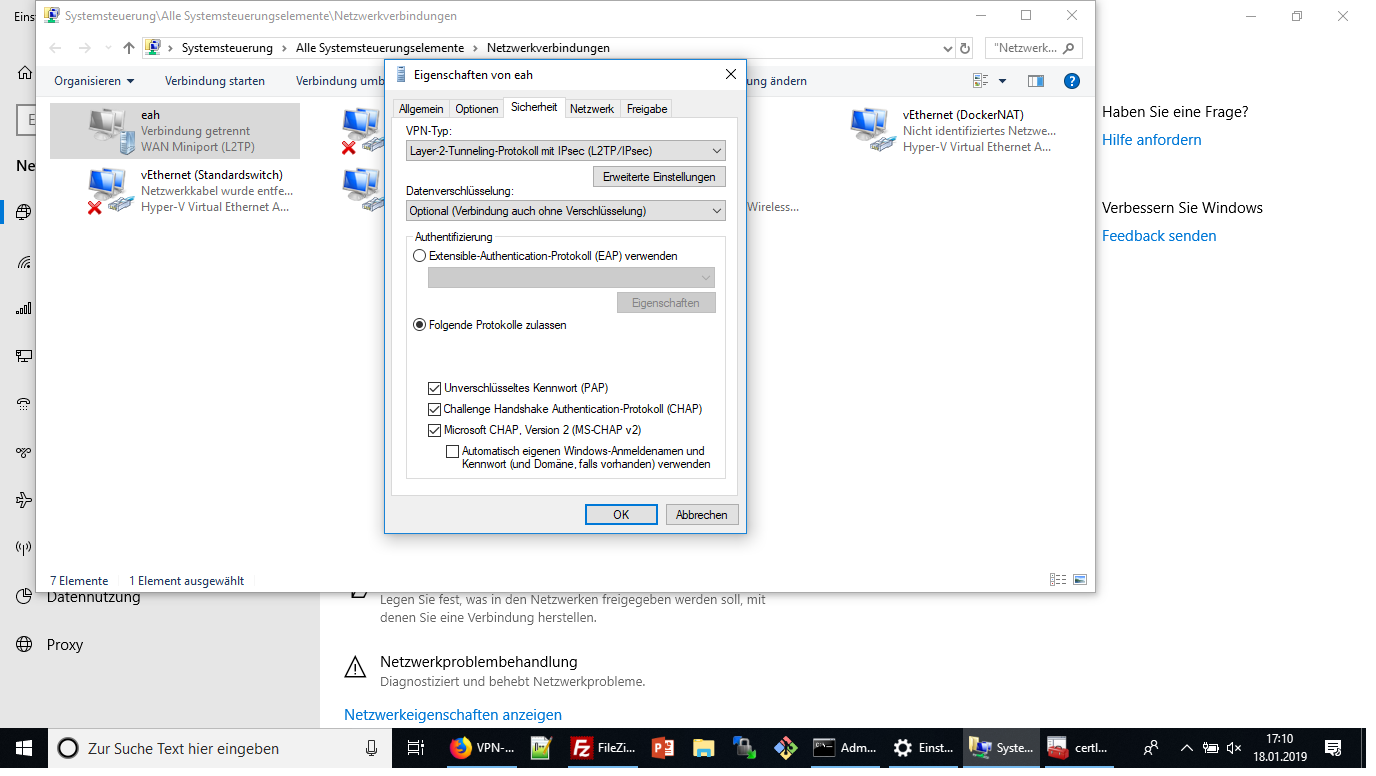 Eins
Systemsteuerung\Alle Systemsteuerungselemente\Netzwerkverbindungen
Systemsteuerung
Alle Systemsteuerungselemente
Netzwerkverbindungen
"Netzwerk...
Organisieren
Verbindung starten
Verbindung umb
ung ändern
eah
Verbindung getrennt
WAN Miniport (L2TP)
vEthernet (DockerNAT)
Nicht identifiziertes Netzwe...
Hyper-V Virtual Ethernet A...
vEthernet (Standardswitch)
Netzwerkkabel wurde entfe...
Hyper-V Virtual Ethernet A...
Wireless...
Ne
Eigenschaften von eah
Allgemein
Optionen
Sicherheit
Netzwerk
Freigabe
VPN-Typ:
Layer-2-Tunneling-Protokoll mit IPsec (L2TP/IPsec)
Erweiterte Einstellungen
Datenverschlüsselung:
Optional (Verbindung auch ohne Verschlüsselung)
Authentifizierung
Extensible-Authentication-Protokoll (EAP) verwenden
Eigenschaften
Folgende Protokolle zulassen
Unverschlüsseltes Kennwort (PAP)
Challenge Handshake Authentication-Protokoll (CHAP)
Microsoft CHAP, Version 2 (MS-CHAP v2)
Automatisch eigenen Windows-Anmeldenamen und
Kennwort (und Domäne, falls vorhanden) verwenden
OK
Abbrechen
7 Elemente
1 Element ausgewählt
Haben Sie eine Frage?
Hilfe anfordern
Verbessern Sie Windows
Feedback senden
Datennutzung
Proxy
Legen Sie fest, was in den Netzwerken freigegeben werden soll, mit
denen Sie eine Verbindung herstellen.
Netzwerkproblembehandlung
Diagnostiziert und behebt Netzwerkprobleme.
Netzwerkeigenschaften anzeigen
Zur Suche Text hier eingeben
VPN-...
FileZi...
Adm...
Einst...
Syste...
certl...
17:10
18.01.2019